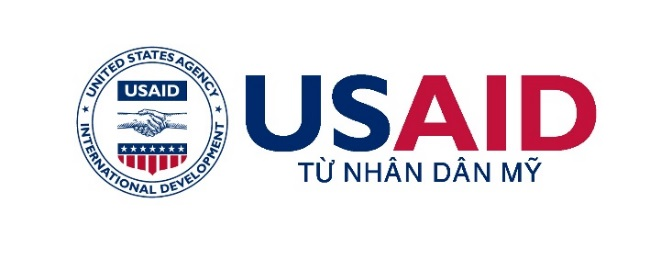 UNITED STATES AGENCY
USAID
INTERNATIONAL DEVELOPMENT
USAID
TỪ NHÂN DÂN MỸ